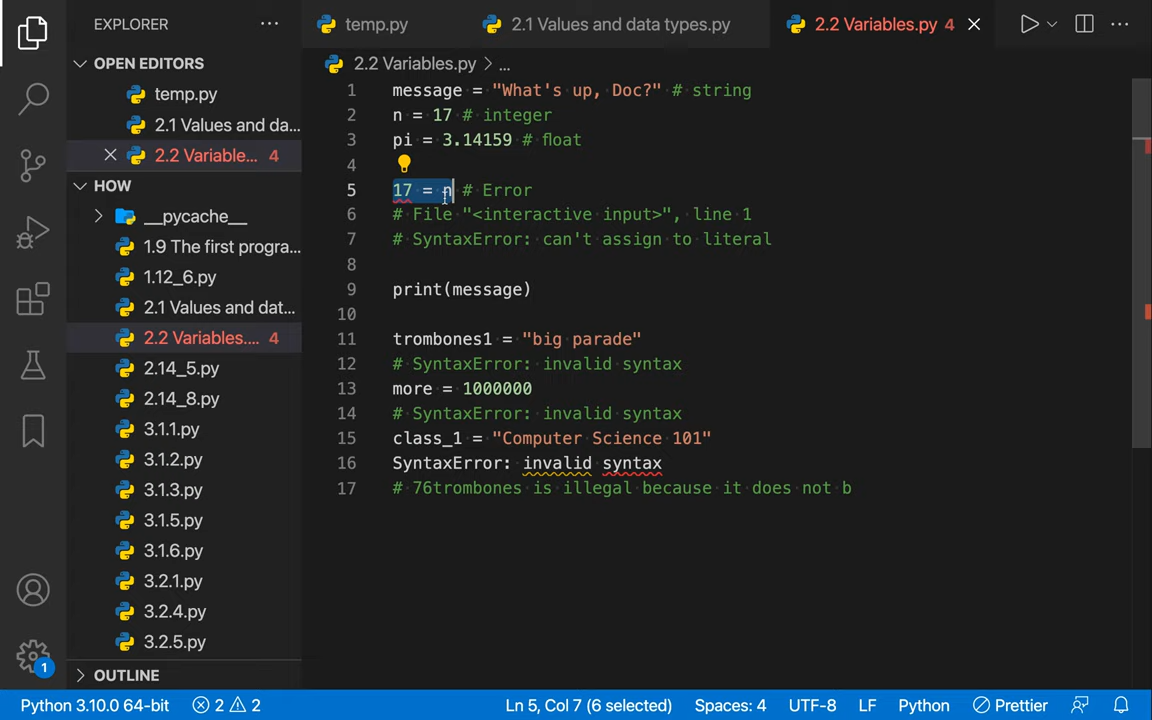 EXPLORER
temp.py
2.1 Values and data types.py
2.2 Variables.py 4
OPEN EDITORS
temp.py
2.1 Values and da...
2.2 Variable... 4
HOW
__pycache__
1.9 The first progra...
1.12_6.py
2.1 Values and dat...
2.2 Variables.... 4
2.14_5.py
2.14_8.py
3.1.1.py
3.1.2.py
3.1.3.py
3.1.5.py
3.1.6.py
3.2.1.py
3.2.4.py
3.2.5.py
OUTLINE
2.2 Variables.py > ...
1 message = "What's up, Doc?" # string
2 n = 17 # integer
3 pi = 3.14159 # float
4
5 17 = n # Error
6 # File "<interactive input>", line 1
7 # SyntaxError: can't assign to literal
8
9 print(message)
10
11 trombones1 = "big parade"
12 # SyntaxError: invalid syntax
13 more = 1000000
14 # SyntaxError: invalid syntax
15 class_1 = "Computer Science 101"
16 SyntaxError: invalid syntax
17 # 76trombones is illegal because it does not b
1
Python 3.10.0 64-bit 2 2 Ln 5, Col 7 (6 selected) Spaces: 4 UTF-8 LF Python Prettier